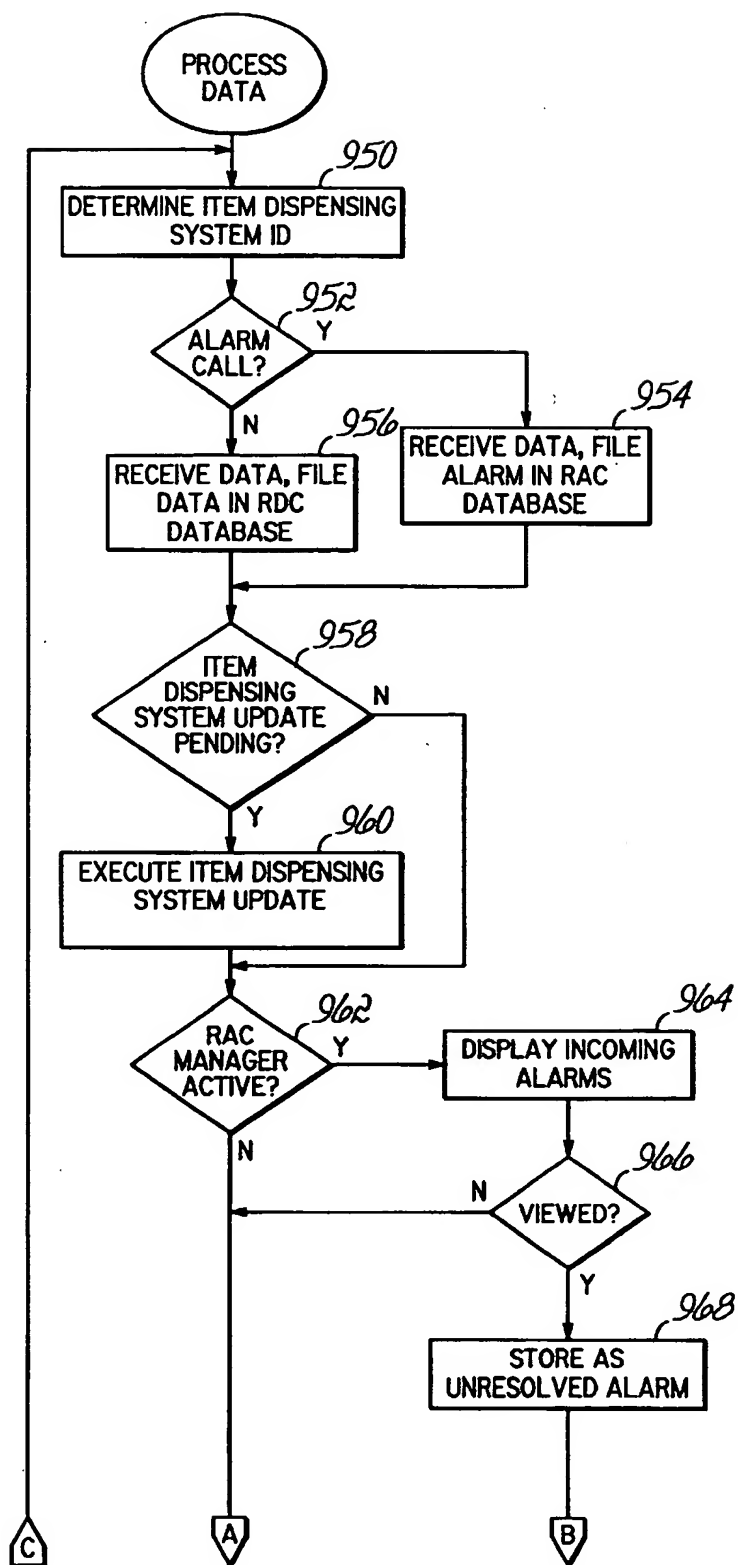 PROCESS
DATA
950
DETERMINE ITEM DISPENSING
SYSTEM ID
952
ALARM
CALL?
Y
N
954
RECEIVE DATA, FILE
ALARM IN RAC
DATABASE
956
RECEIVE DATA, FILE
DATA IN RDC
DATABASE
958
ITEM
DISPENSING
SYSTEM UPDATE
PENDING?
N
Y
960
EXECUTE ITEM DISPENSING
SYSTEM UPDATE
962
RAC
MANAGER
ACTIVE?
Y
N
964
DISPLAY INCOMING
ALARMS
966
VIEWED?
N
Y
968
STORE AS
UNRESOLVED ALARM
C
A
B